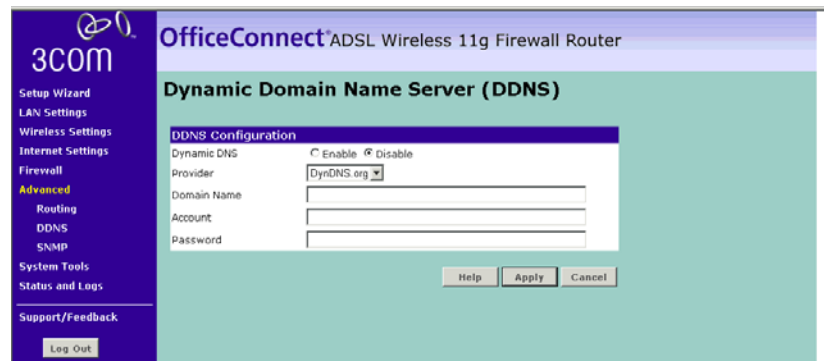 3COM
OfficeConnect® ADSL Wireless 11g Firewall Router
Setup Wizard
LAN Settings
Wireless Settings
Internet Settings
Firewall
Advanced
Routing
DDNS
SNMP
System Tools
Status and Logs
Support/Feedback
Log Out
Dynamic Domain Name Server (DDNS)
DDNS Configuration
Dynamic DNS Enable Disable
Provider DynDNS.org
Domain Name
Account
Password
Help Apply Cancel